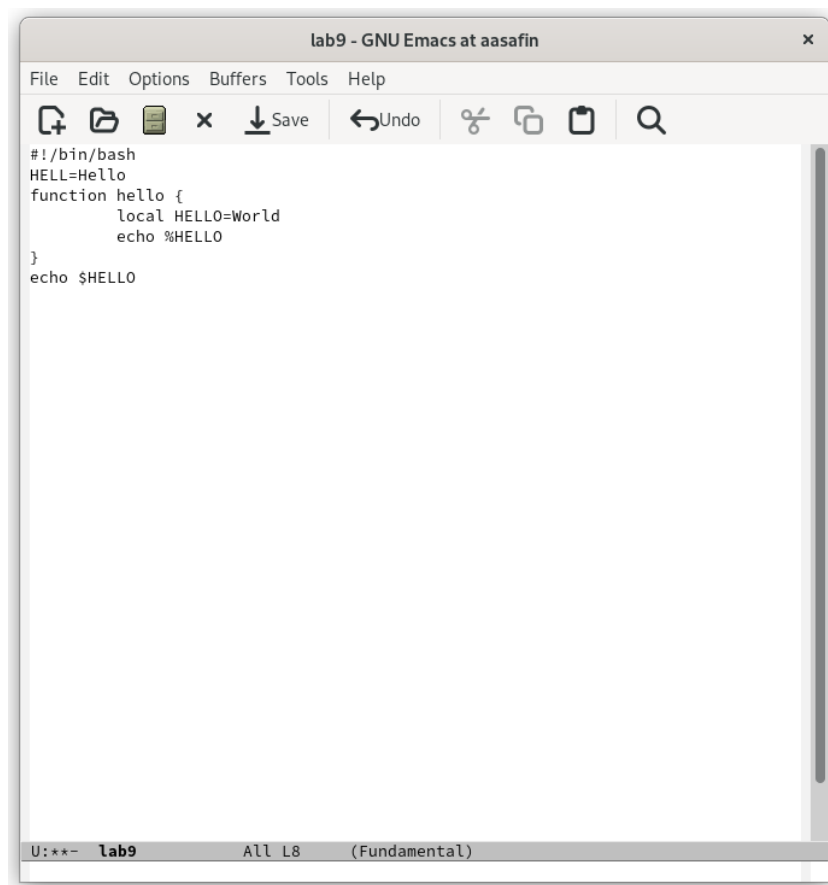 lab9 - GNU Emacs at aasafin
File Edit Options Buffers Tools Help
Save Undo
#!/bin/bash
HELL=Hello
function hello {
local HELLO=World
echo %HELLO
}
echo $HELLO
U:**- lab9 All L8 (Fundamental)